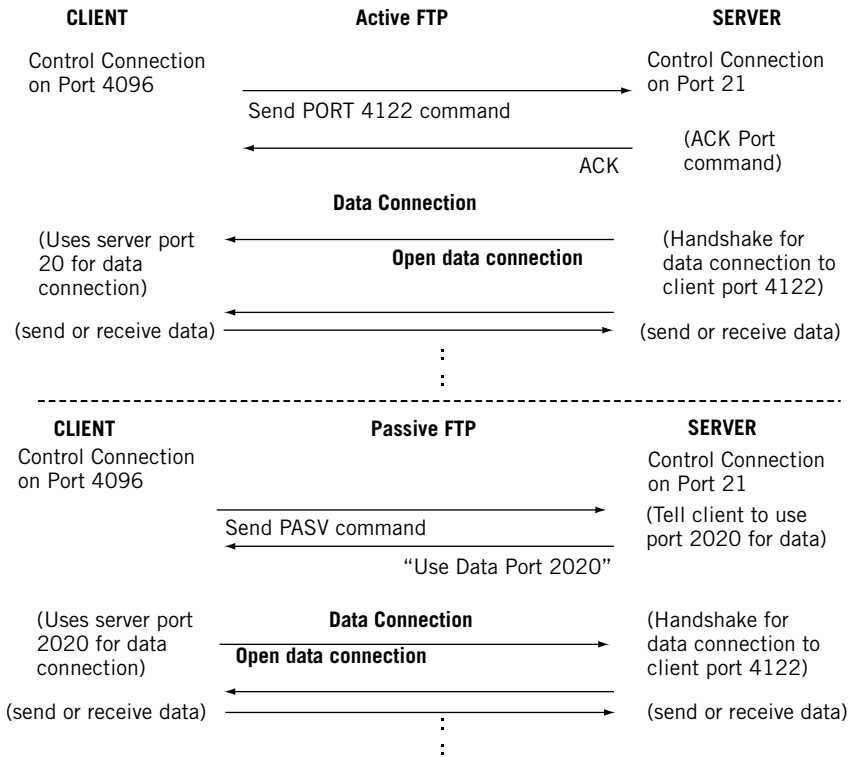 CLIENT Active FTP SERVER
Control Connection
on Port 4096
Control Connection
on Port 21
Send PORT 4122 command
(ACK Port
command)
ACK
Data Connection
(Uses server port
20 for data
connection)
Open data connection
(Handshake for
data connection to
client port 4122)
(send or receive data)
(send or receive data)
CLIENT Passive FTP SERVER
Control Connection
on Port 4096
Control Connection
on Port 21
Send PASV command
(Tell client to use
port 2020 for data)
“Use Data Port 2020”
(Uses server port
2020 for data
connection)
Data Connection
Open data connection
(Handshake for
data connection to
client port 4122)
(send or receive data)
(send or receive data)